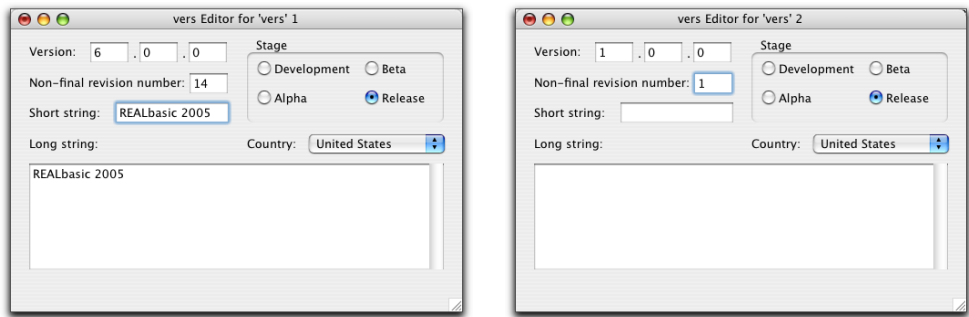 vers Editor for 'vers' 1
Version: 6 . 0 . 0
Stage
Development
Beta
Non-final revision number: 14
Alpha
Release
Short string: REALbasic 2005
Long string:
Country: United States
REALbasic 2005
vers Editor for 'vers' 2
Version: 1 . 0 . 0
Stage
Development
Beta
Non-final revision number: 1
Alpha
Release
Short string:
Long string:
Country: United States